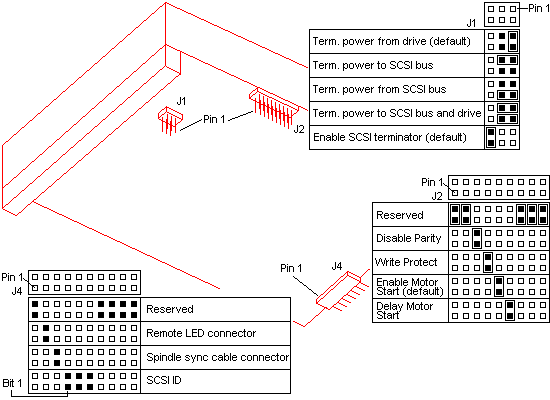 Pin 1
J1
Term. power from drive (default)
Term. power to SCSI bus
Term. power from SCSI bus
Term. power to SCSI bus and drive
Enable SCSI terminator (default)
J1
Pin 1
J2
Pin 1
J2
Reserved
Disable Parity
Write Protect
Enable Motor
Start (default)
Delay Motor
Start
Pin 1
J4
Pin 1
J4
Reserved
Remote LED connector
Spindle sync cable connector
SCSI ID
Bit 1